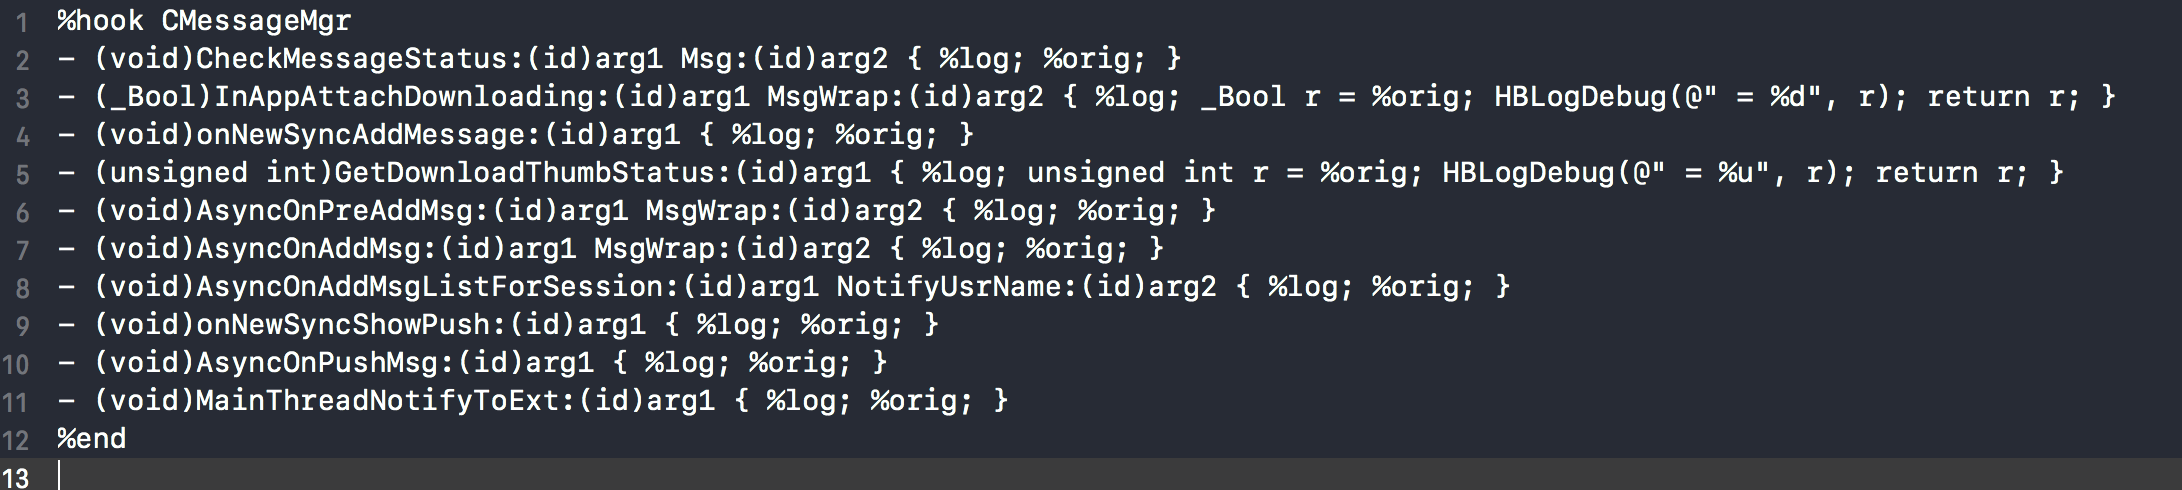 1 %hook CMessageMgr
2 - (void)CheckMessageStatus:(id)arg1 Msg:(id)arg2 { %log; %orig; }
3 - (_Bool)InAppAttachDownloading:(id)arg1 MsgWrap:(id)arg2 { %log; _Bool r = %orig; HBLogDebug(@" = %d", r); return r; }
4 - (void)onNewSyncAddMessage:(id)arg1 { %log; %orig; }
5 - (unsigned int)GetDownloadThumbStatus:(id)arg1 { %log; unsigned int r = %orig; HBLogDebug(@" = %u", r); return r; }
6 - (void)AsyncOnPreAddMsg:(id)arg1 MsgWrap:(id)arg2 { %log; %orig; }
7 - (void)AsyncOnAddMsg:(id)arg1 MsgWrap:(id)arg2 { %log; %orig; }
8 - (void)AsyncOnAddMsgListForSession:(id)arg1 NotifyUsrName:(id)arg2 { %log; %orig; }
9 - (void)onNewSyncShowPush:(id)arg1 { %log; %orig; }
10 - (void)AsyncOnPushMsg:(id)arg1 { %log; %orig; }
11 - (void)MainThreadNotifyToExt:(id)arg1 { %log; %orig; }
12 %end
13